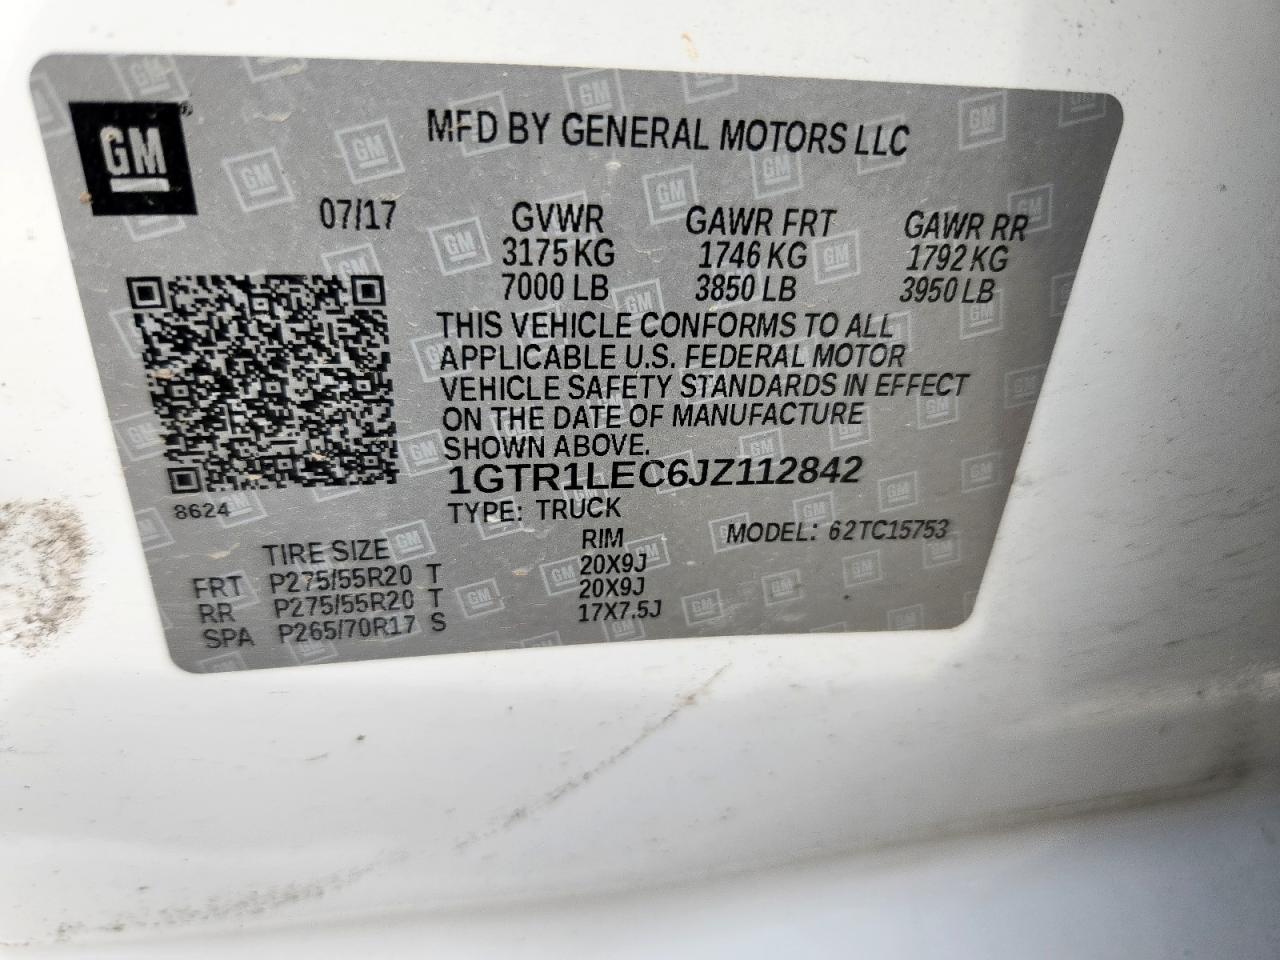 GM
MFD BY GENERAL MOTORS LLC
07/17
GVWR GAWR FRT GAWR RR
3175 KG 1746 KG 1792 KG
7000 LB 3850 LB 3950 LB
THIS VEHICLE CONFORMS TO ALL
APPLICABLE U.S. FEDERAL MOTOR
VEHICLE SAFETY STANDARDS IN EFFECT
ON THE DATE OF MANUFACTURE
SHOWN ABOVE.
1GTR1LEC6JZ112842
8624
TYPE: TRUCK
MODEL: 62TC15753
TIRE SIZE RIM
FRT P275/55R20 T 20X9J
RR P275/55R20 T 20X9J
SPA P265/70R17 S 17X7.5J